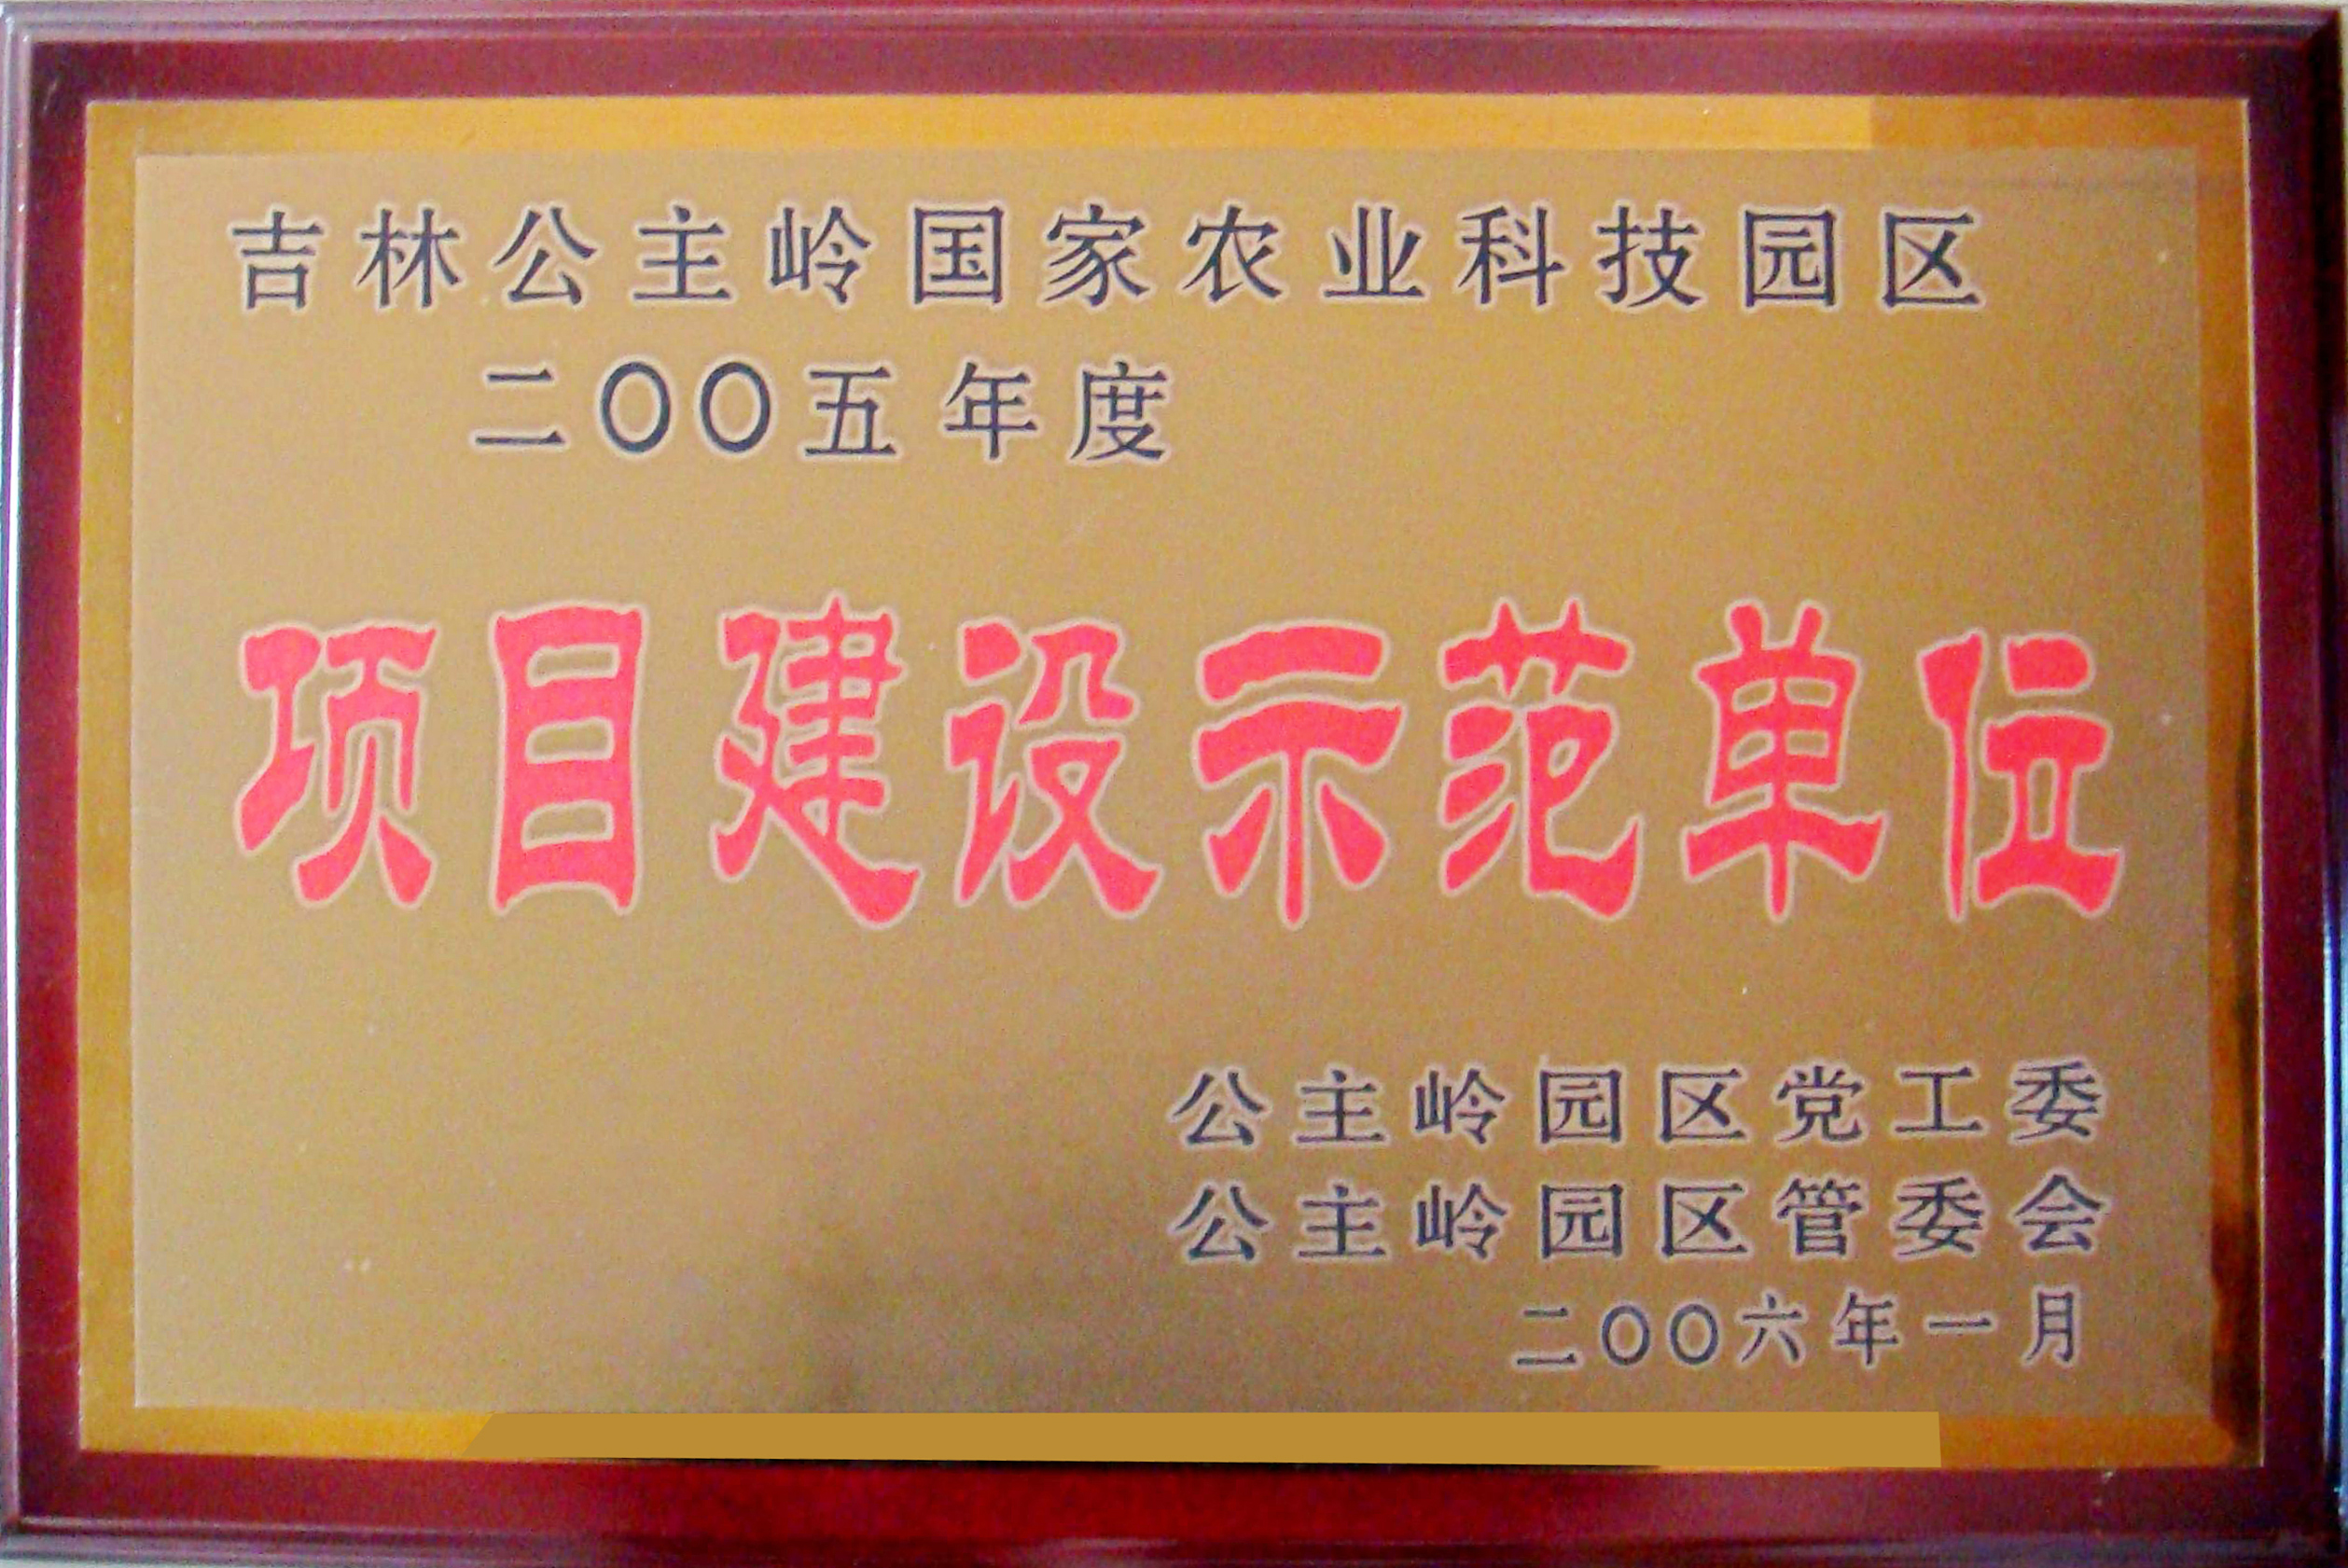 吉林公主岭国家农业科技园区
二〇〇五年度
项目建设示范单位
公主岭园区党工委
公主岭园区管委会
二〇〇六年一月